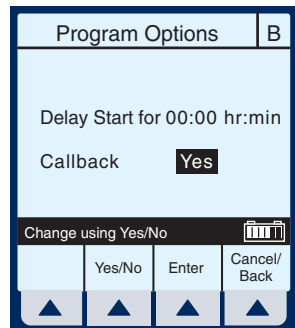 Program Options B
Delay Start for 00:00 hr:min
Callback Yes
Change using Yes/No
Yes/No Enter Cancel/
Back